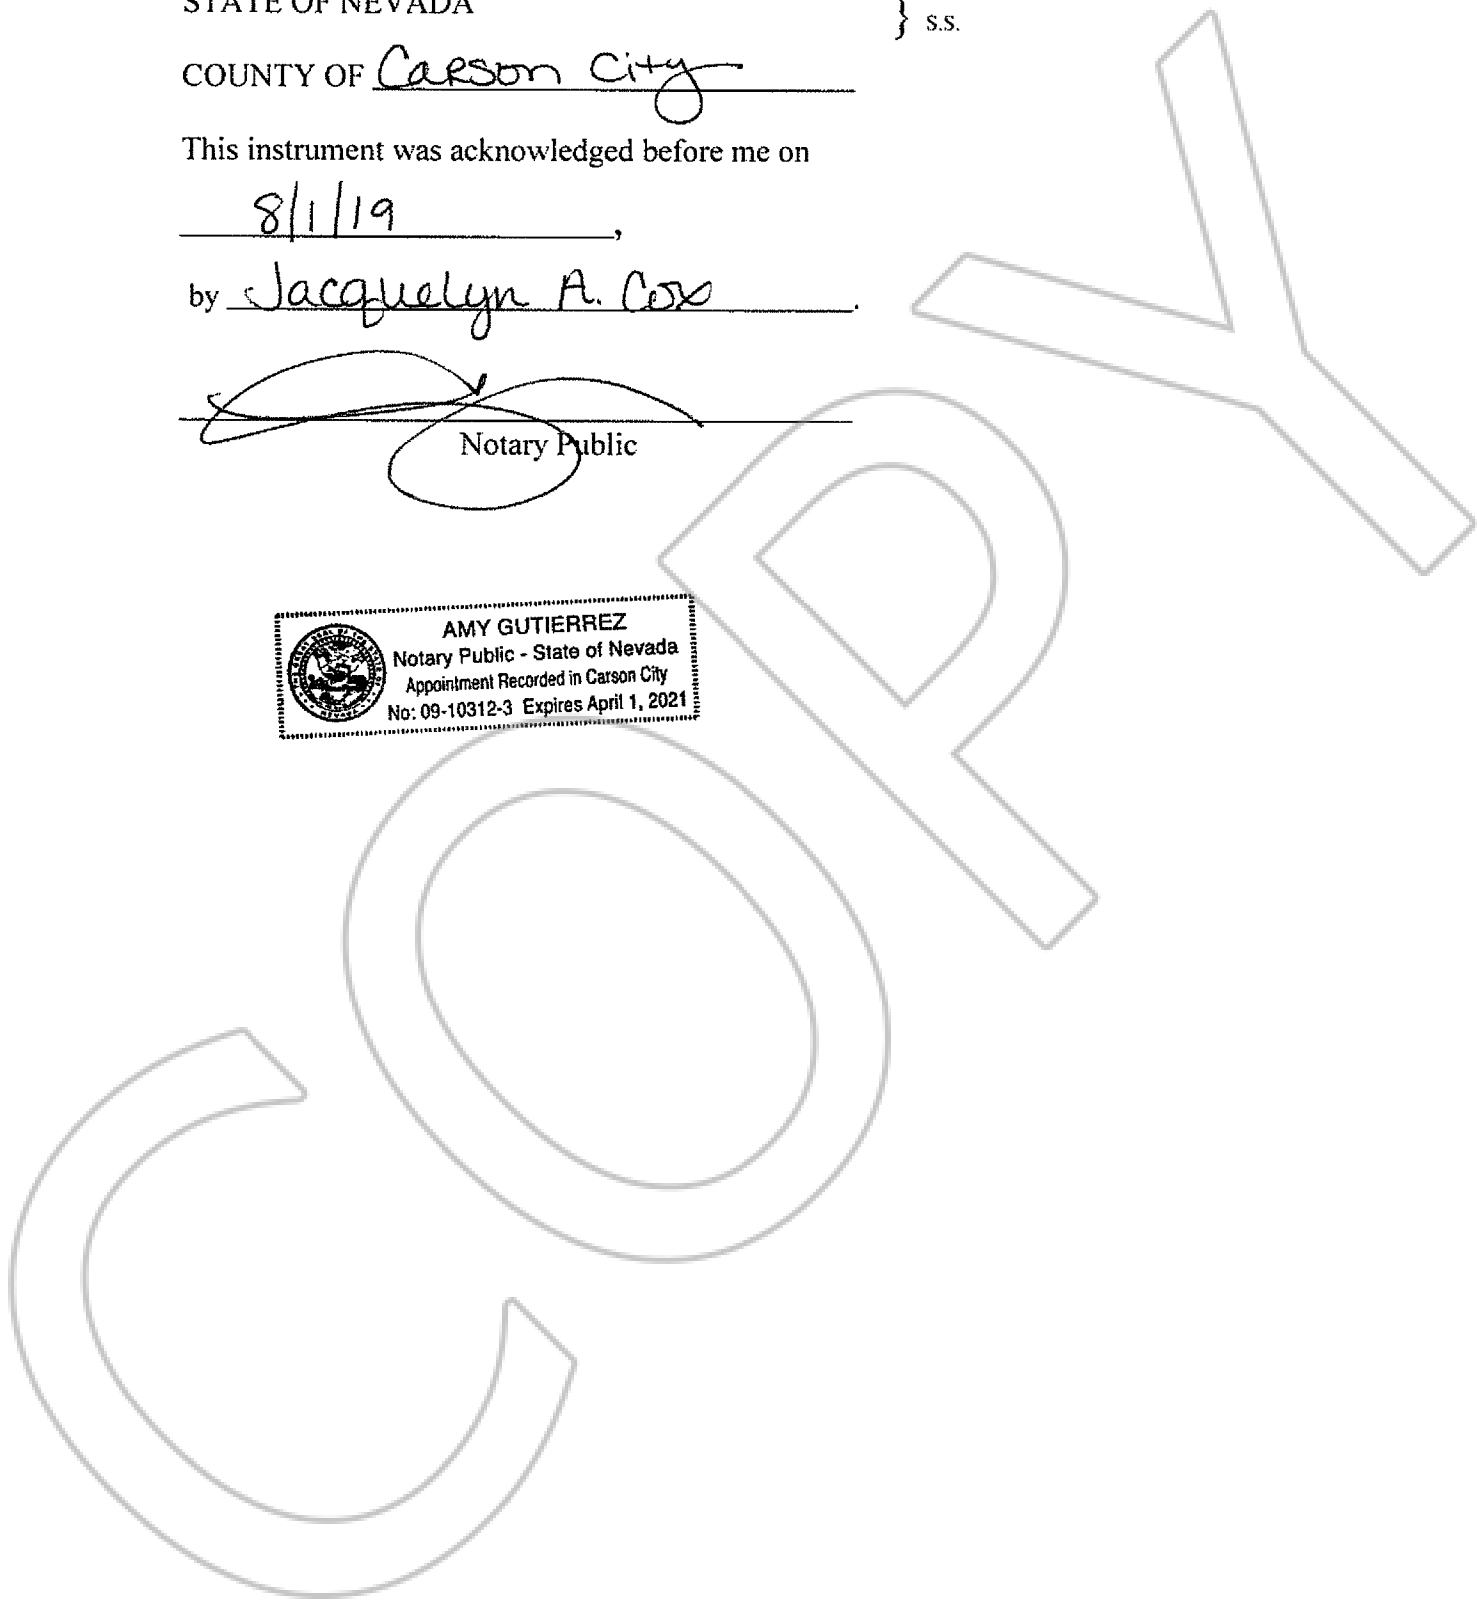 STATE OF NEVADA
} s.s.
COUNTY OF Carson City
This instrument was acknowledged before me on
8/1/19,
by Jacquelyn A. Cox.
Notary Public
AMY GUTIERREZ
Notary Public - State of Nevada
Appointment Recorded in Carson City
No: 09-10312-3 Expires April 1, 2021
COPY